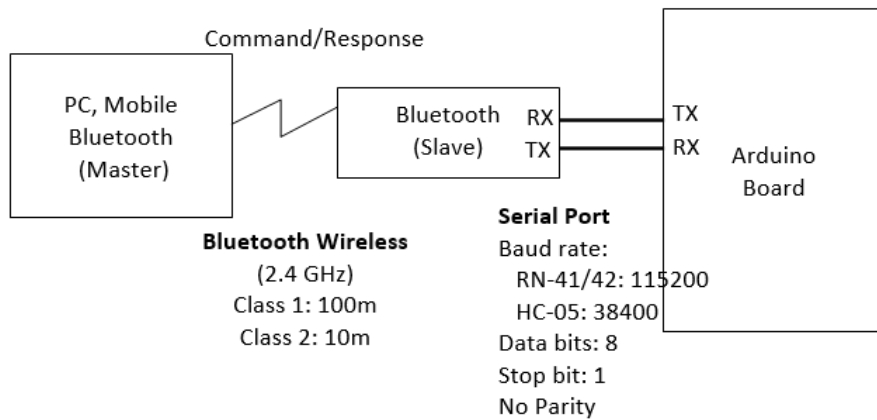 Command/Response
PC, Mobile
Bluetooth
(Master)
Bluetooth
(Slave)
RX
TX
TX
RX
Arduino
Board
Bluetooth Wireless
(2.4 GHz)
Class 1: 100m
Class 2: 10m
Serial Port
Baud rate:
RN-41/42: 115200
HC-05: 38400
Data bits: 8
Stop bit: 1
No Parity